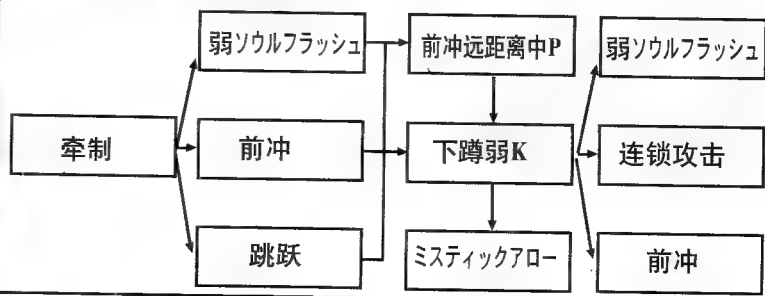 弱ソウルフラッシュ
前冲远距离中P
弱ソウルフラッシュ
牵制
前冲
下蹲弱K
连锁攻击
跳跃
ミスティックアロー
前冲